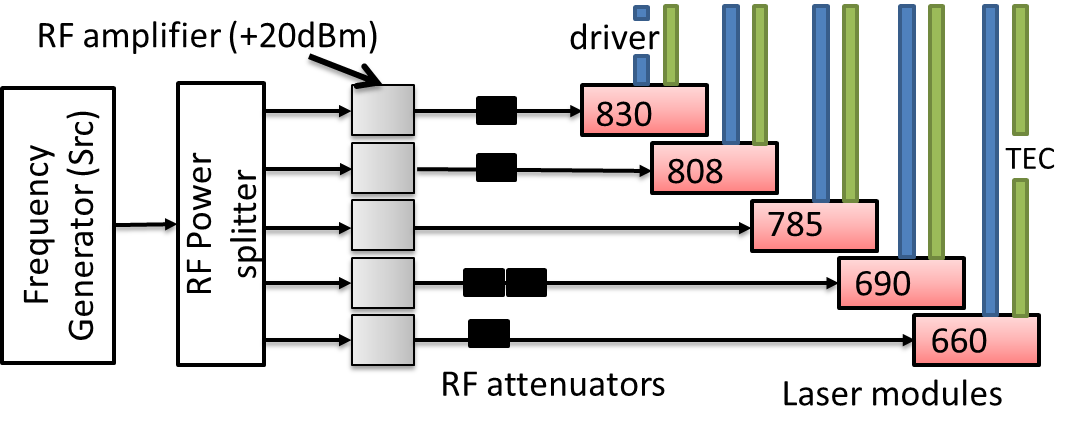 RF amplifier (+20dBm)
driver
Frequency
Generator (Src)
RF Power
splitter
830
808
785
690
660
TEC
RF attenuators
Laser modules